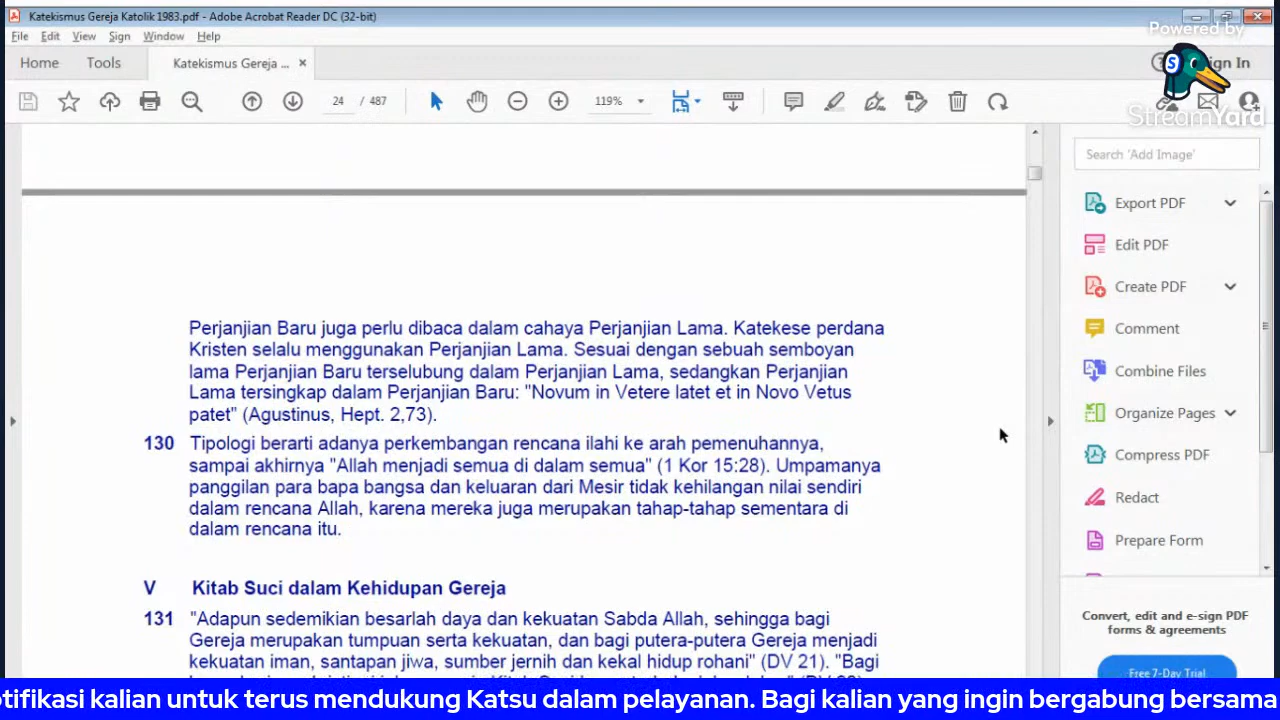 Katekismus Gereja Katolik 1983.pdf - Adobe Acrobat Reader DC (32-bit)
File Edit View Sign Window Help
Powered by
Home Tools Katekismus Gereja ... × Sign In
StreamYard
24 / 487 119%
Search 'Add Image'
Export PDF
Edit PDF
Create PDF
Comment
Combine Files
Organize Pages
Compress PDF
Redact
Prepare Form
Convert, edit and e-sign PDF
forms & agreements
Free 7-Day Trial
Perjanjian Baru juga perlu dibaca dalam cahaya Perjanjian Lama. Katekese perdana
Kristen selalu menggunakan Perjanjian Lama. Sesuai dengan sebuah semboyan
lama Perjanjian Baru terselubung dalam Perjanjian Lama, sedangkan Perjanjian
Lama tersingkap dalam Perjanjian Baru: "Novum in Vetere latet et in Novo Vetus
patet" (Agustinus, Hept. 2,73).
130 Tipologi berarti adanya perkembangan rencana ilahi ke arah pemenuhannya,
sampai akhirnya "Allah menjadi semua di dalam semua" (1 Kor 15:28). Umpamanya
panggilan para bapa bangsa dan keluaran dari Mesir tidak kehilangan nilai sendiri
dalam rencana Allah, karena mereka juga merupakan tahap-tahap sementara di
dalam rencana itu.
V Kitab Suci dalam Kehidupan Gereja
131 "Adapun sedemikian besarlah daya dan kekuatan Sabda Allah, sehingga bagi
Gereja merupakan tumpuan serta kekuatan, dan bagi putera-putera Gereja menjadi
kekuatan iman, santapan jiwa, sumber jernih dan kekal hidup rohani" (DV 21). "Bagi
otifikasi kalian untuk terus mendukung Katsu dalam pelayanan. Bagi kalian yang ingin bergabung bersama